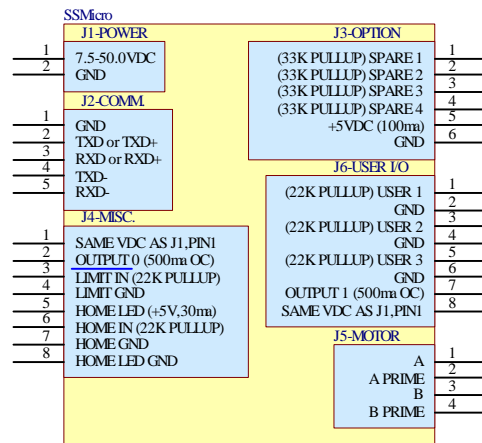 SSMicro
J1-POWER
1 7.5-50.0VDC
2 GND
J2-COMM.
1 GND
2 TXD or TXD+
3 RXD or RXD+
4 TXD-
5 RXD-
J4-MISC.
1 SAME VDC AS J1,PIN1
2 OUTPUT 0 (500ma OC)
3 LIMIT IN (22K PULLUP)
4 LIMIT GND
5 HOME LED (+5V,30ma)
6 HOME IN (22K PULLUP)
7 HOME GND
8 HOME LED GND
J3-OPTION
(33K PULLUP) SPARE 1 1
(33K PULLUP) SPARE 2 2
(33K PULLUP) SPARE 3 3
(33K PULLUP) SPARE 4 4
+5VDC (100ma) 5
GND 6
J6-USER I/O
(22K PULLUP) USER 1 1
GND 2
(22K PULLUP) USER 2 3
GND 4
(22K PULLUP) USER 3 5
GND 6
OUTPUT 1 (500ma OC) 7
SAME VDC AS J1,PIN1 8
J5-MOTOR
A 1
A PRIME 2
B 3
B PRIME 4